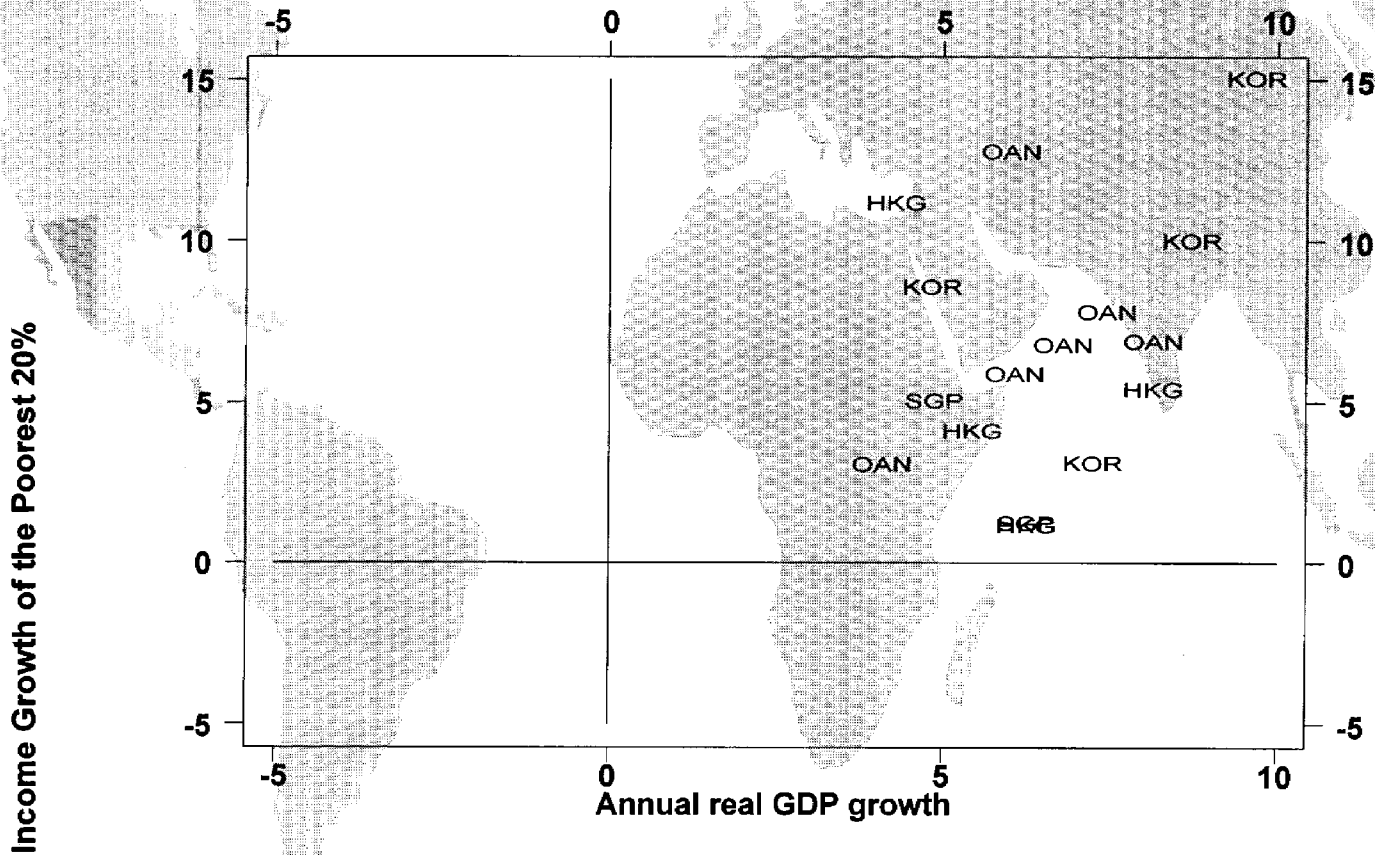 -5 0 5 10
15 KOR 15
OAN
HKG
10 KOR 10
KOR
OAN
OAN OAN
OAN
HKG
5 SGP 5
HKG
OAN KOR
SGP
HKG
0 0
-5 -5
-5 0 5 10
Annual real GDP growth
Income Growth of the Poorest 20%